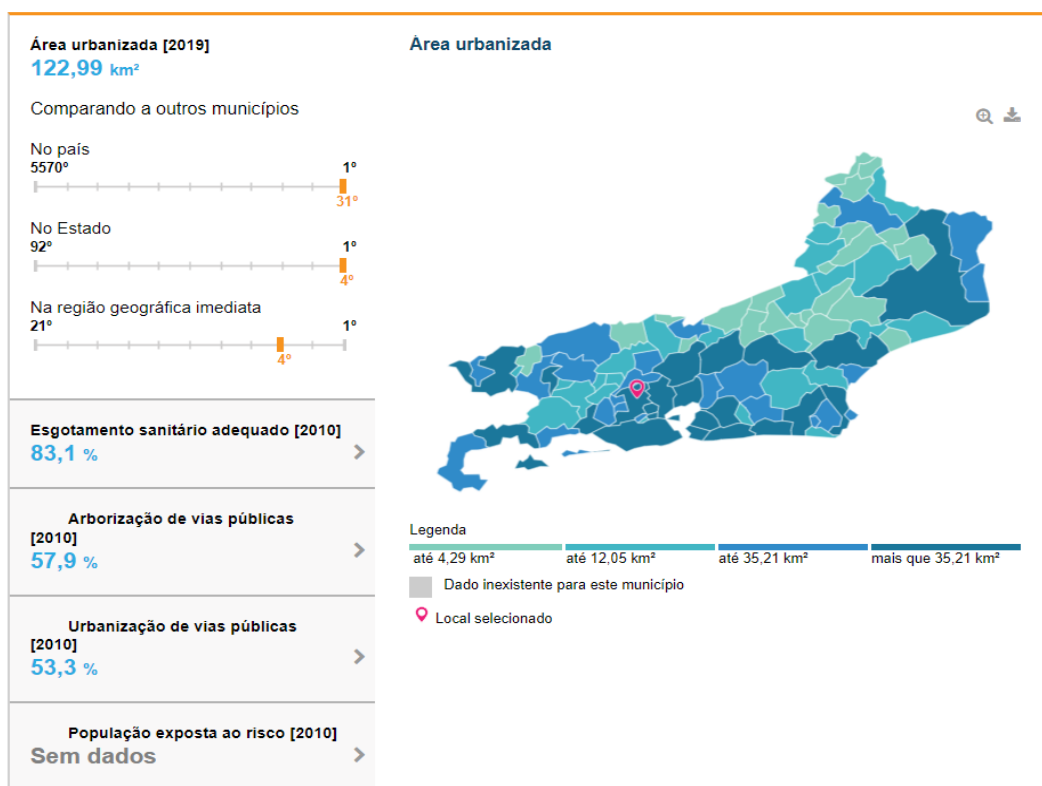 Área urbanizada [2019]
122,99 km²
Comparando a outros municípios
No país
5570º 1º
31º
No Estado
92º 1º
4º
Na região geográfica imediata
21º 1º
4º
Esgotamento sanitário adequado [2010]
83,1 %
Arborização de vias públicas
[2010]
57,9 %
Urbanização de vias públicas
[2010]
53,3 %
População exposta ao risco [2010]
Sem dados
Área urbanizada
Legenda
até 4,29 km² até 12,05 km² até 35,21 km² mais que 35,21 km²
Dado inexistente para este município
Local selecionado